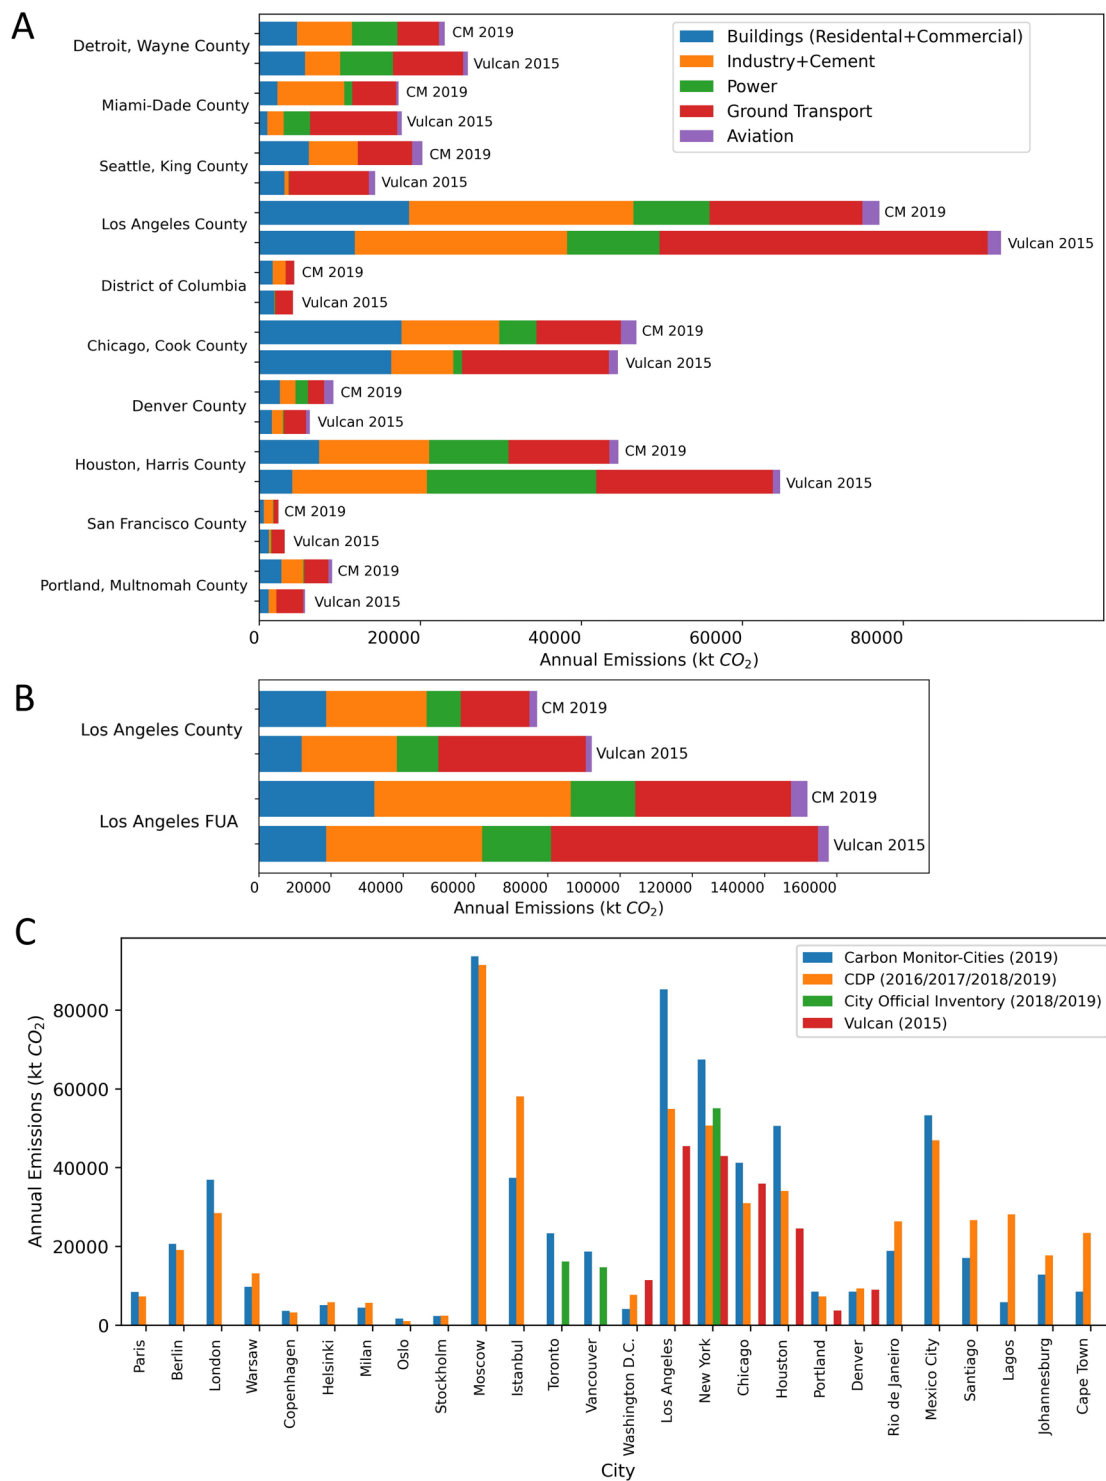 A
Detroit, Wayne County
CM 2019
Vulcan 2015
Miami-Dade County
CM 2019
Vulcan 2015
Seattle, King County
CM 2019
Vulcan 2015
Los Angeles County
CM 2019
Vulcan 2015
District of Columbia
CM 2019
Vulcan 2015
Chicago, Cook County
CM 2019
Vulcan 2015
Denver County
CM 2019
Vulcan 2015
Houston, Harris County
CM 2019
Vulcan 2015
San Francisco County
CM 2019
Vulcan 2015
Portland, Multnomah County
CM 2019
Vulcan 2015
Buildings (Residental+Commercial)
Industry+Cement
Power
Ground Transport
Aviation
0 20000 40000 60000 80000
Annual Emissions (kt CO₂)
B
Los Angeles County
CM 2019
Vulcan 2015
Los Angeles FUA
CM 2019
Vulcan 2015
0 20000 40000 60000 80000 100000 120000 140000 160000
Annual Emissions (kt CO₂)
C
Carbon Monitor-Cities (2019)
CDP (2016/2017/2018/2019)
City Official Inventory (2018/2019)
Vulcan (2015)
Annual Emissions (kt CO₂)
80000
60000
40000
20000
0
Paris
Berlin
London
Warsaw
Copenhagen
Helsinki
Milan
Oslo
Stockholm
Moscow
Istanbul
Toronto
Vancouver
Washington D.C.
Los Angeles
New York
Chicago
Houston
Portland
Denver
Rio de Janeiro
Mexico City
Santiago
Lagos
Johannesburg
Cape Town
City